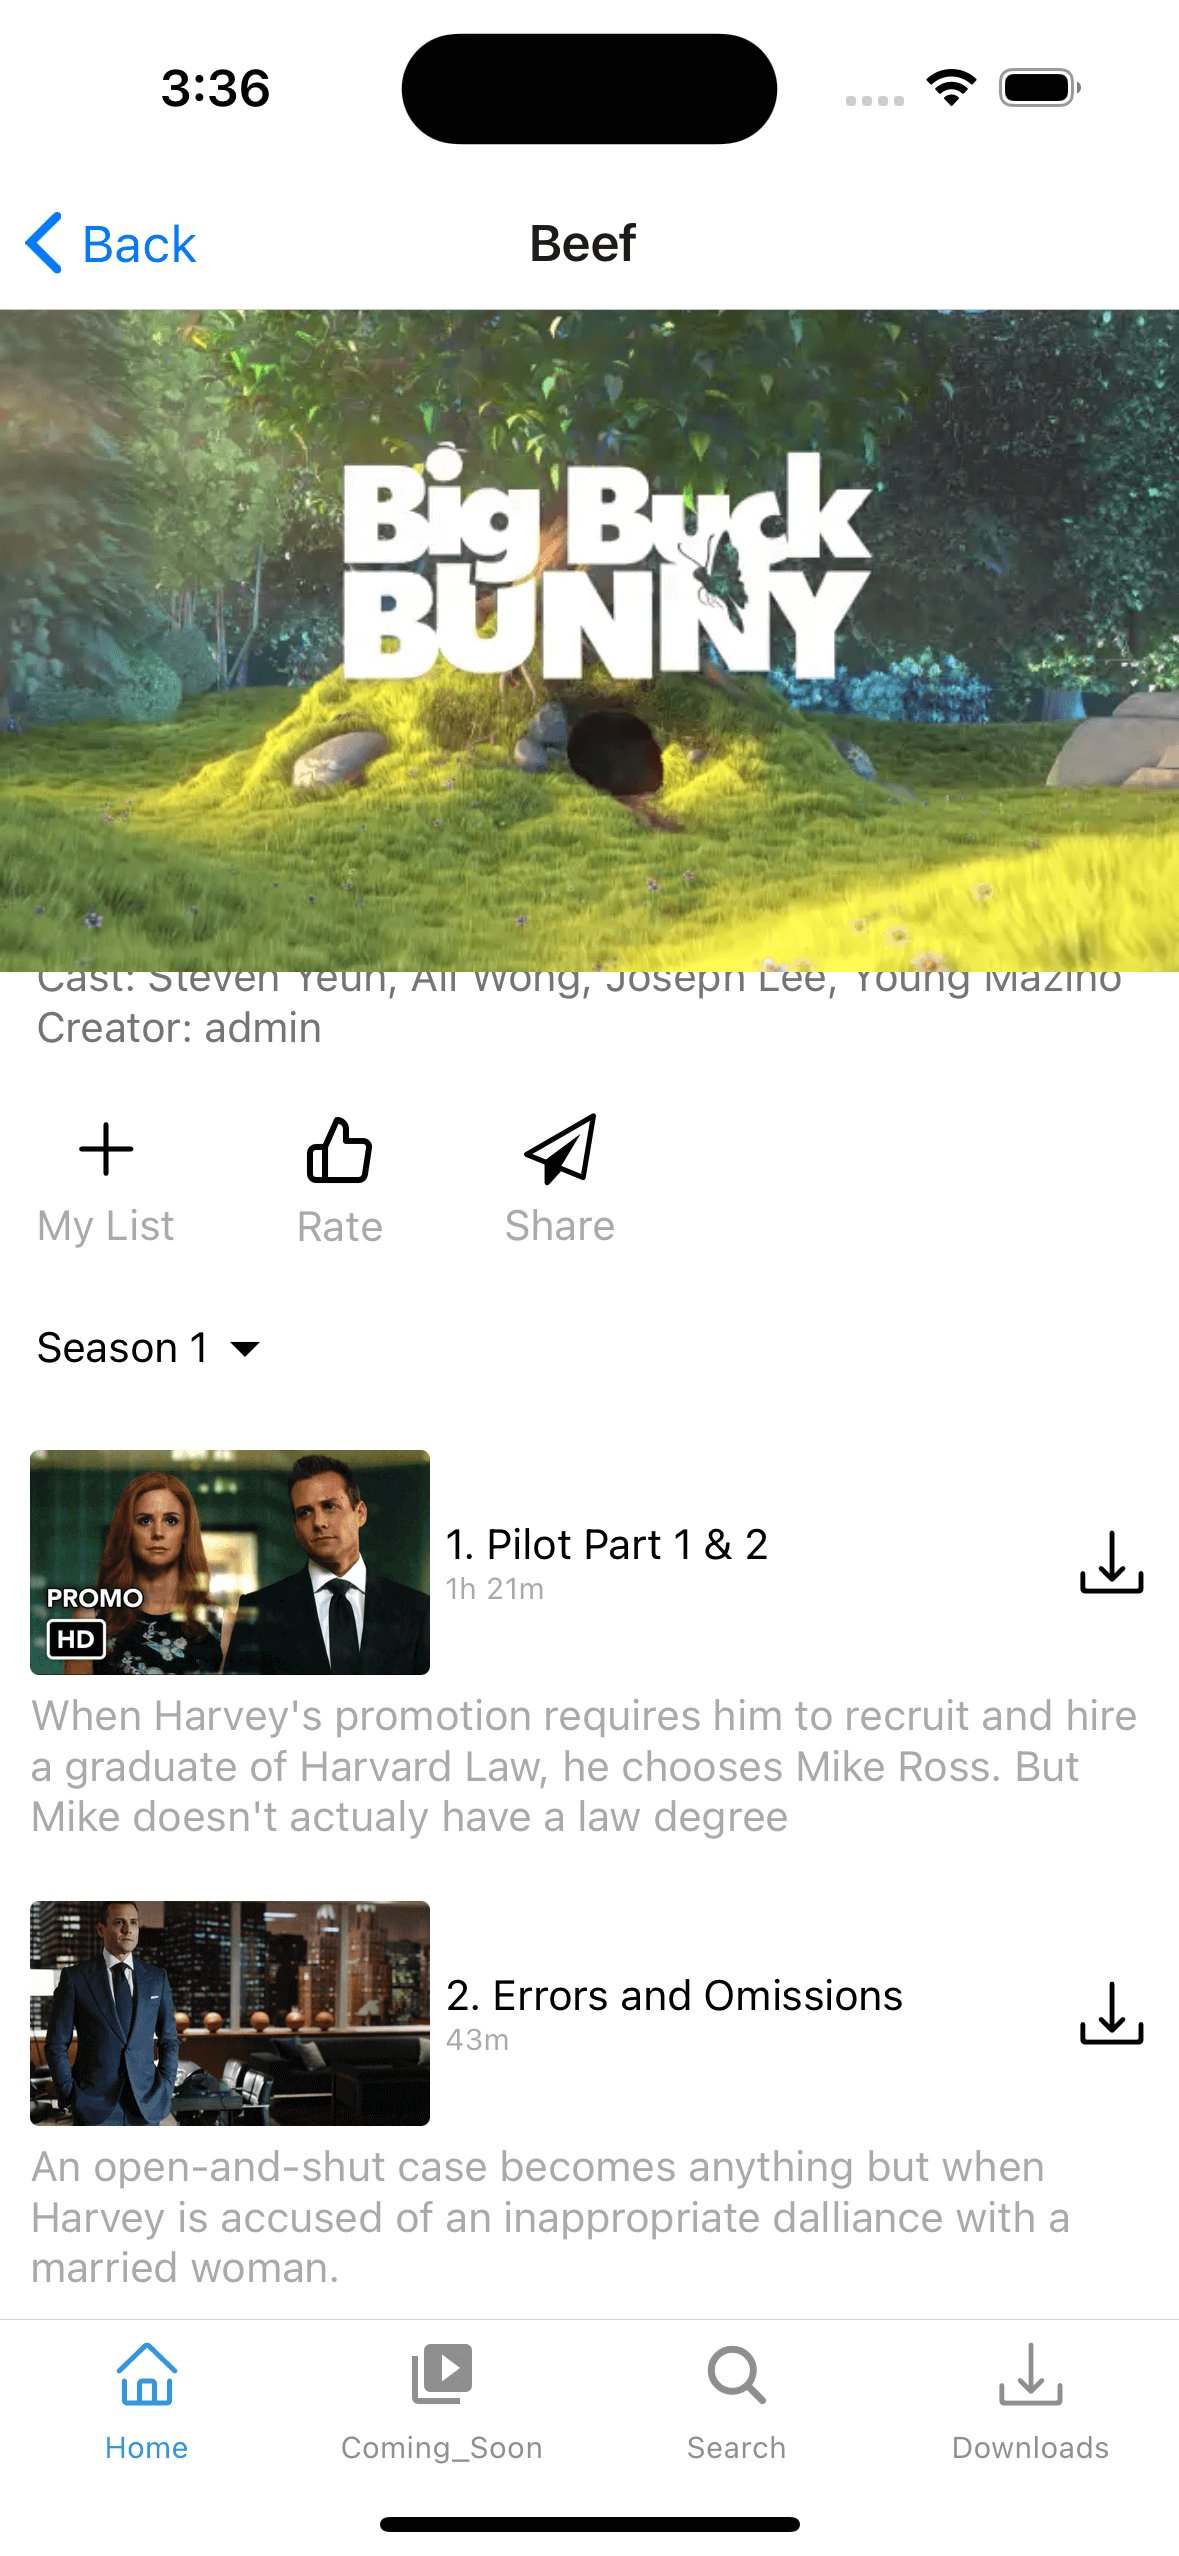 3:36
Back
Beef
Big Buck
BUNNY
Cast: Steven Yeun, Ali Wong, Joseph Lee, Young Mazino
Creator: admin
My List
Rate
Share
Season 1
PROMO
HD
1. Pilot Part 1 & 2
1h 21m
When Harvey's promotion requires him to recruit and hire
a graduate of Harvard Law, he chooses Mike Ross. But
Mike doesn't actualy have a law degree
2. Errors and Omissions
43m
An open-and-shut case becomes anything but when
Harvey is accused of an inappropriate dalliance with a
married woman.
Home
Coming_Soon
Search
Downloads